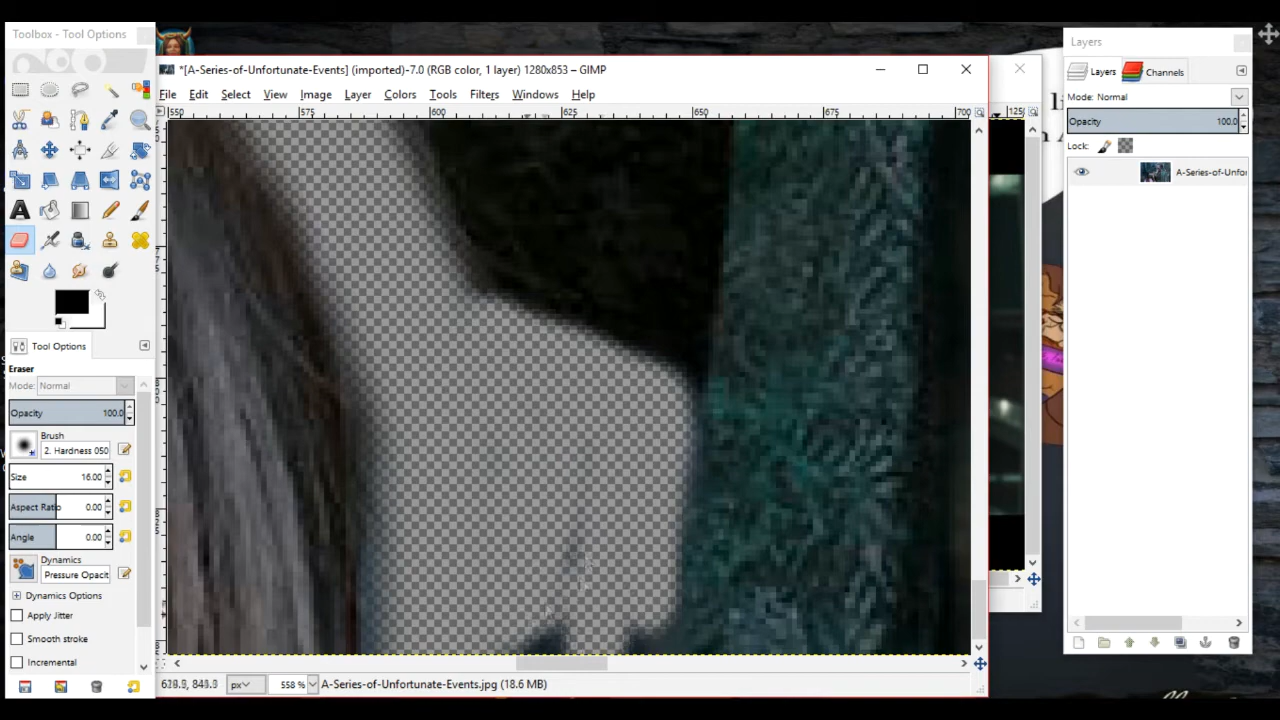 Toolbox - Tool Options
*[A-Series-of-Unfortunate-Events] (imported)-7.0 (RGB color, 1 layer) 1280x853 – GIMP
File Edit Select View Image Layer Colors Tools Filters Windows Help
550 575 600 625 650 675 700
125
Layers
Layers Channels
Mode: Normal
Opacity 100.0
Lock:
A-Series-of-Unfor
Tool Options
Eraser
Mode: Normal
Opacity 100.0
Brush
2. Hardness 050
Size 16.00
Aspect Ratio 0.00
Angle 0.00
Dynamics
Pressure Opacit
Dynamics Options
Apply Jitter
Smooth stroke
Incremental
px 558 % A-Series-of-Unfortunate-Events.jpg (18.6 MB)